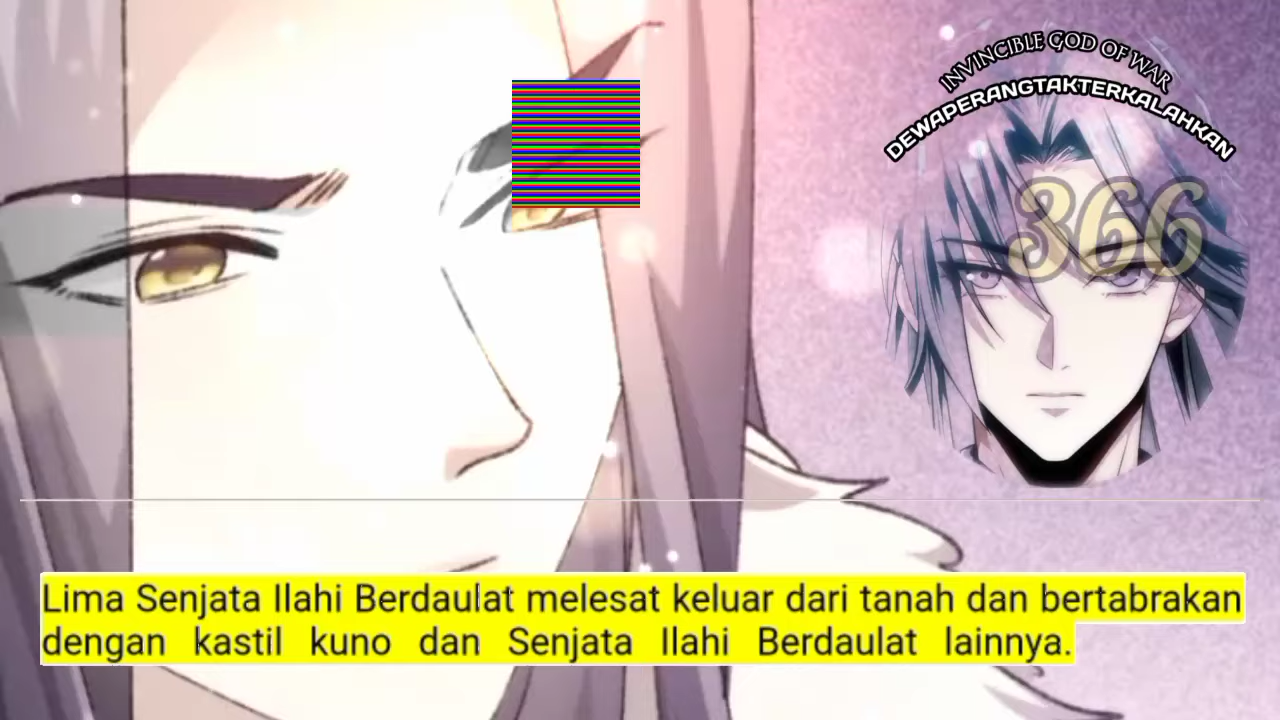 INVINCIBLE GOD OF WAR
DEWAPERANGTAKTERKALAHKAN
366
Lima Senjata Ilahi Berdaulat melesat keluar dari tanah dan bertabrakan
dengan kastil kuno dan Senjata Ilahi Berdaulat lainnya.